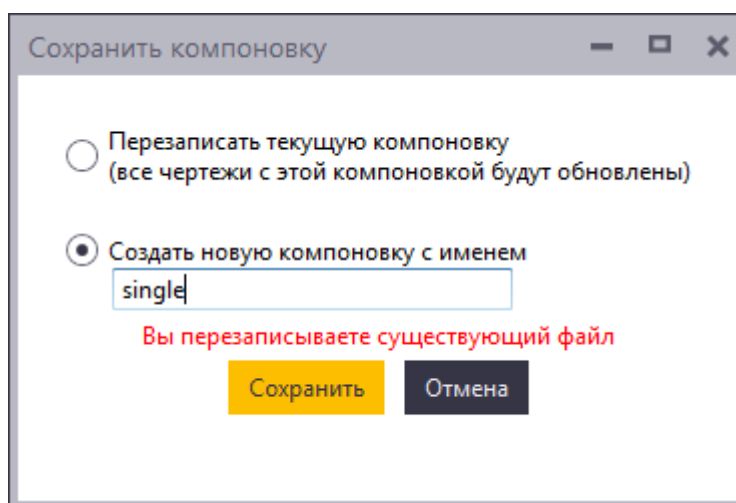 Сохранить компоновку
Перезаписать текущую компоновку
(все чертежи с этой компоновкой будут обновлены)
Создать новую компоновку с именем
single
Вы перезаписываете существующий файл
Сохранить Отмена